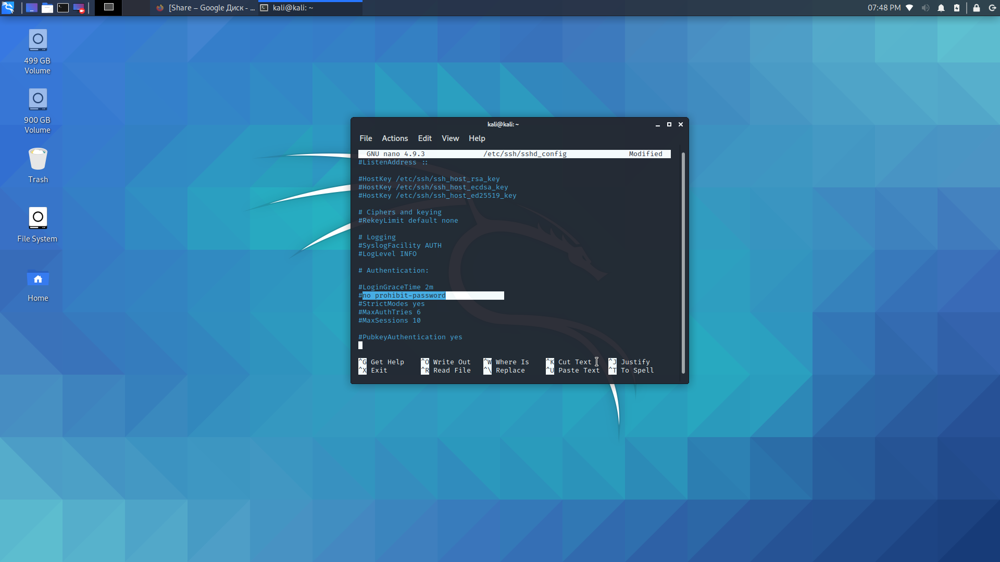 [Share – Google Диск - ...
kali@kali: ~
07:48 PM
499 GB
Volume
900 GB
Volume
Trash
File System
Home
kali@kali: ~
File Actions Edit View Help
GNU nano 4.9.3 /etc/ssh/sshd_config Modified
#ListenAddress ::
#HostKey /etc/ssh/ssh_host_rsa_key
#HostKey /etc/ssh/ssh_host_ecdsa_key
#HostKey /etc/ssh/ssh_host_ed25519_key
# Ciphers and keying
#RekeyLimit default none
# Logging
#SyslogFacility AUTH
#LogLevel INFO
# Authentication:
#LoginGraceTime 2m
#no prohibit-password
#StrictModes yes
#MaxAuthTries 6
#MaxSessions 10
#PubkeyAuthentication yes
^G Get Help ^O Write Out ^W Where Is ^K Cut Text ^J Justify
^X Exit ^R Read File ^\ Replace ^U Paste Text ^T To Spell